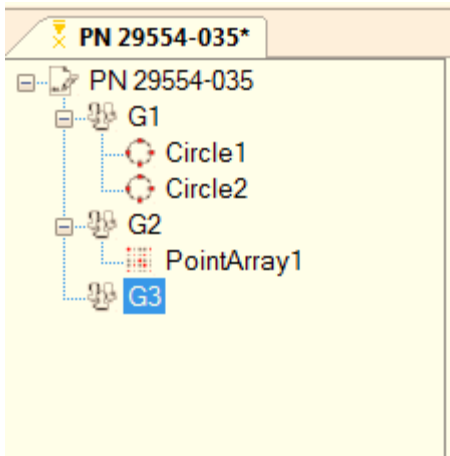 PN 29554-035*
PN 29554-035
G1
Circle1
Circle2
G2
PointArray1
G3